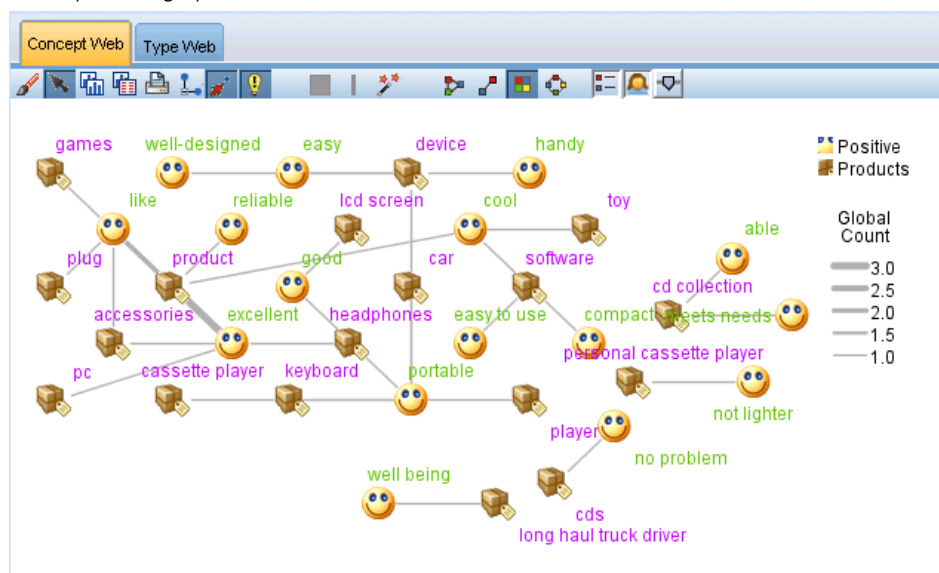 Concept Web
Type Web
games
well-designed
easy
device
handy
Positive
Products
like
reliable
lcd screen
cool
toy
Global
Count
able
plug
product
good
car
software
3.0
cd collection
2.5
accessories
excellent
headphones
easy to use
compact
meets needs
2.0
1.5
personal cassette player
1.0
pc
cassette player
keyboard
portable
not lighter
player
no problem
well being
cds
long haul truck driver